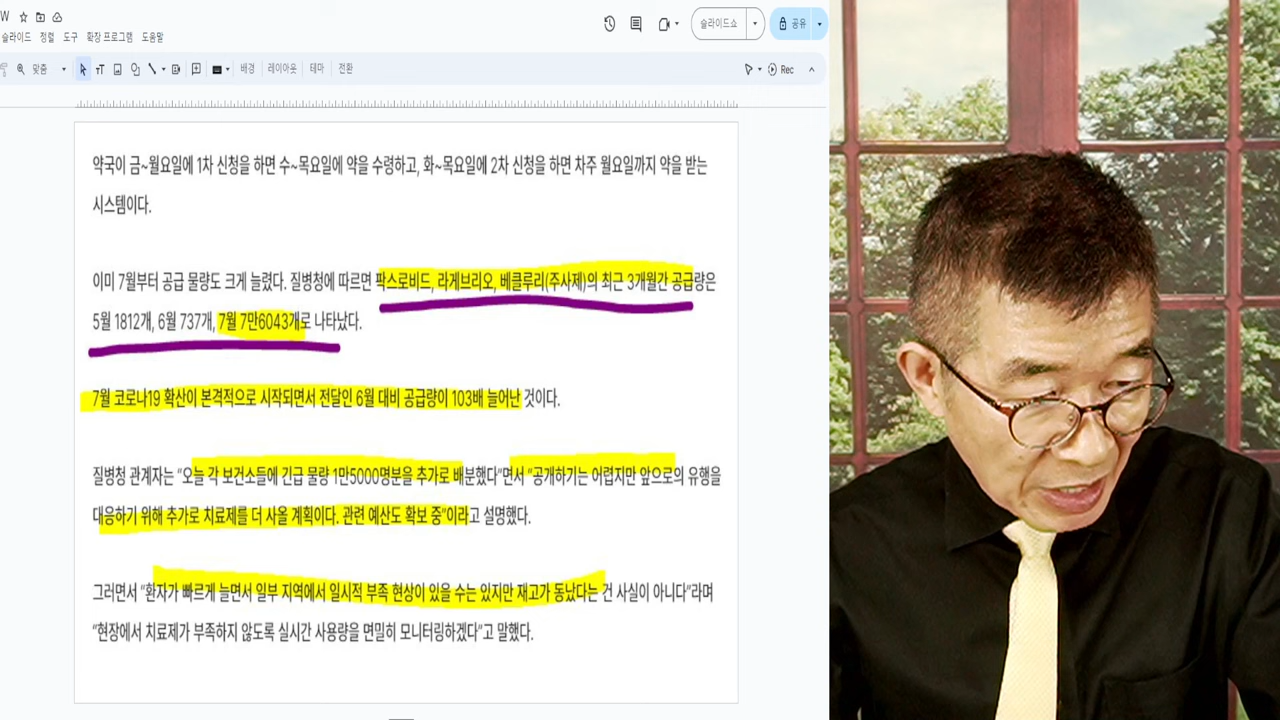 W
슬라이드 정렬 도구 확장 프로그램 도움말
슬라이드쇼
공유
맞춤
배경
레이아웃
테마
전환
Rec
약국이 금~월요일에 1차 신청을 하면 수~목요일에 약을 수령하고, 화~목요일에 2차 신청을 하면 차주 월요일까지 약을 받는
시스템이다.
이미 7월부터 공급 물량도 크게 늘렸다. 질병청에 따르면 팍스로비드, 라게브리오, 베클루리(주사제)의 최근 3개월간 공급량은
5월 1812개, 6월 737개, 7월 7만6043개로 나타났다.
7월 코로나19 확산이 본격적으로 시작되면서 전달인 6월 대비 공급량이 103배 늘어난 것이다.
질병청 관계자는 “오늘 각 보건소들에 긴급 물량 1만5000명분을 추가로 배분했다”면서 “공개하기는 어렵지만 앞으로의 유행을
대응하기 위해 추가로 치료제를 더 사올 계획이다. 관련 예산도 확보 중”이라고 설명했다.
그러면서 “환자가 빠르게 늘면서 일부 지역에서 일시적 부족 현상이 있을 수는 있지만 재고가 동났다는 건 사실이 아니다”라며
“현장에서 치료제가 부족하지 않도록 실시간 사용량을 면밀히 모니터링하겠다”고 말했다.